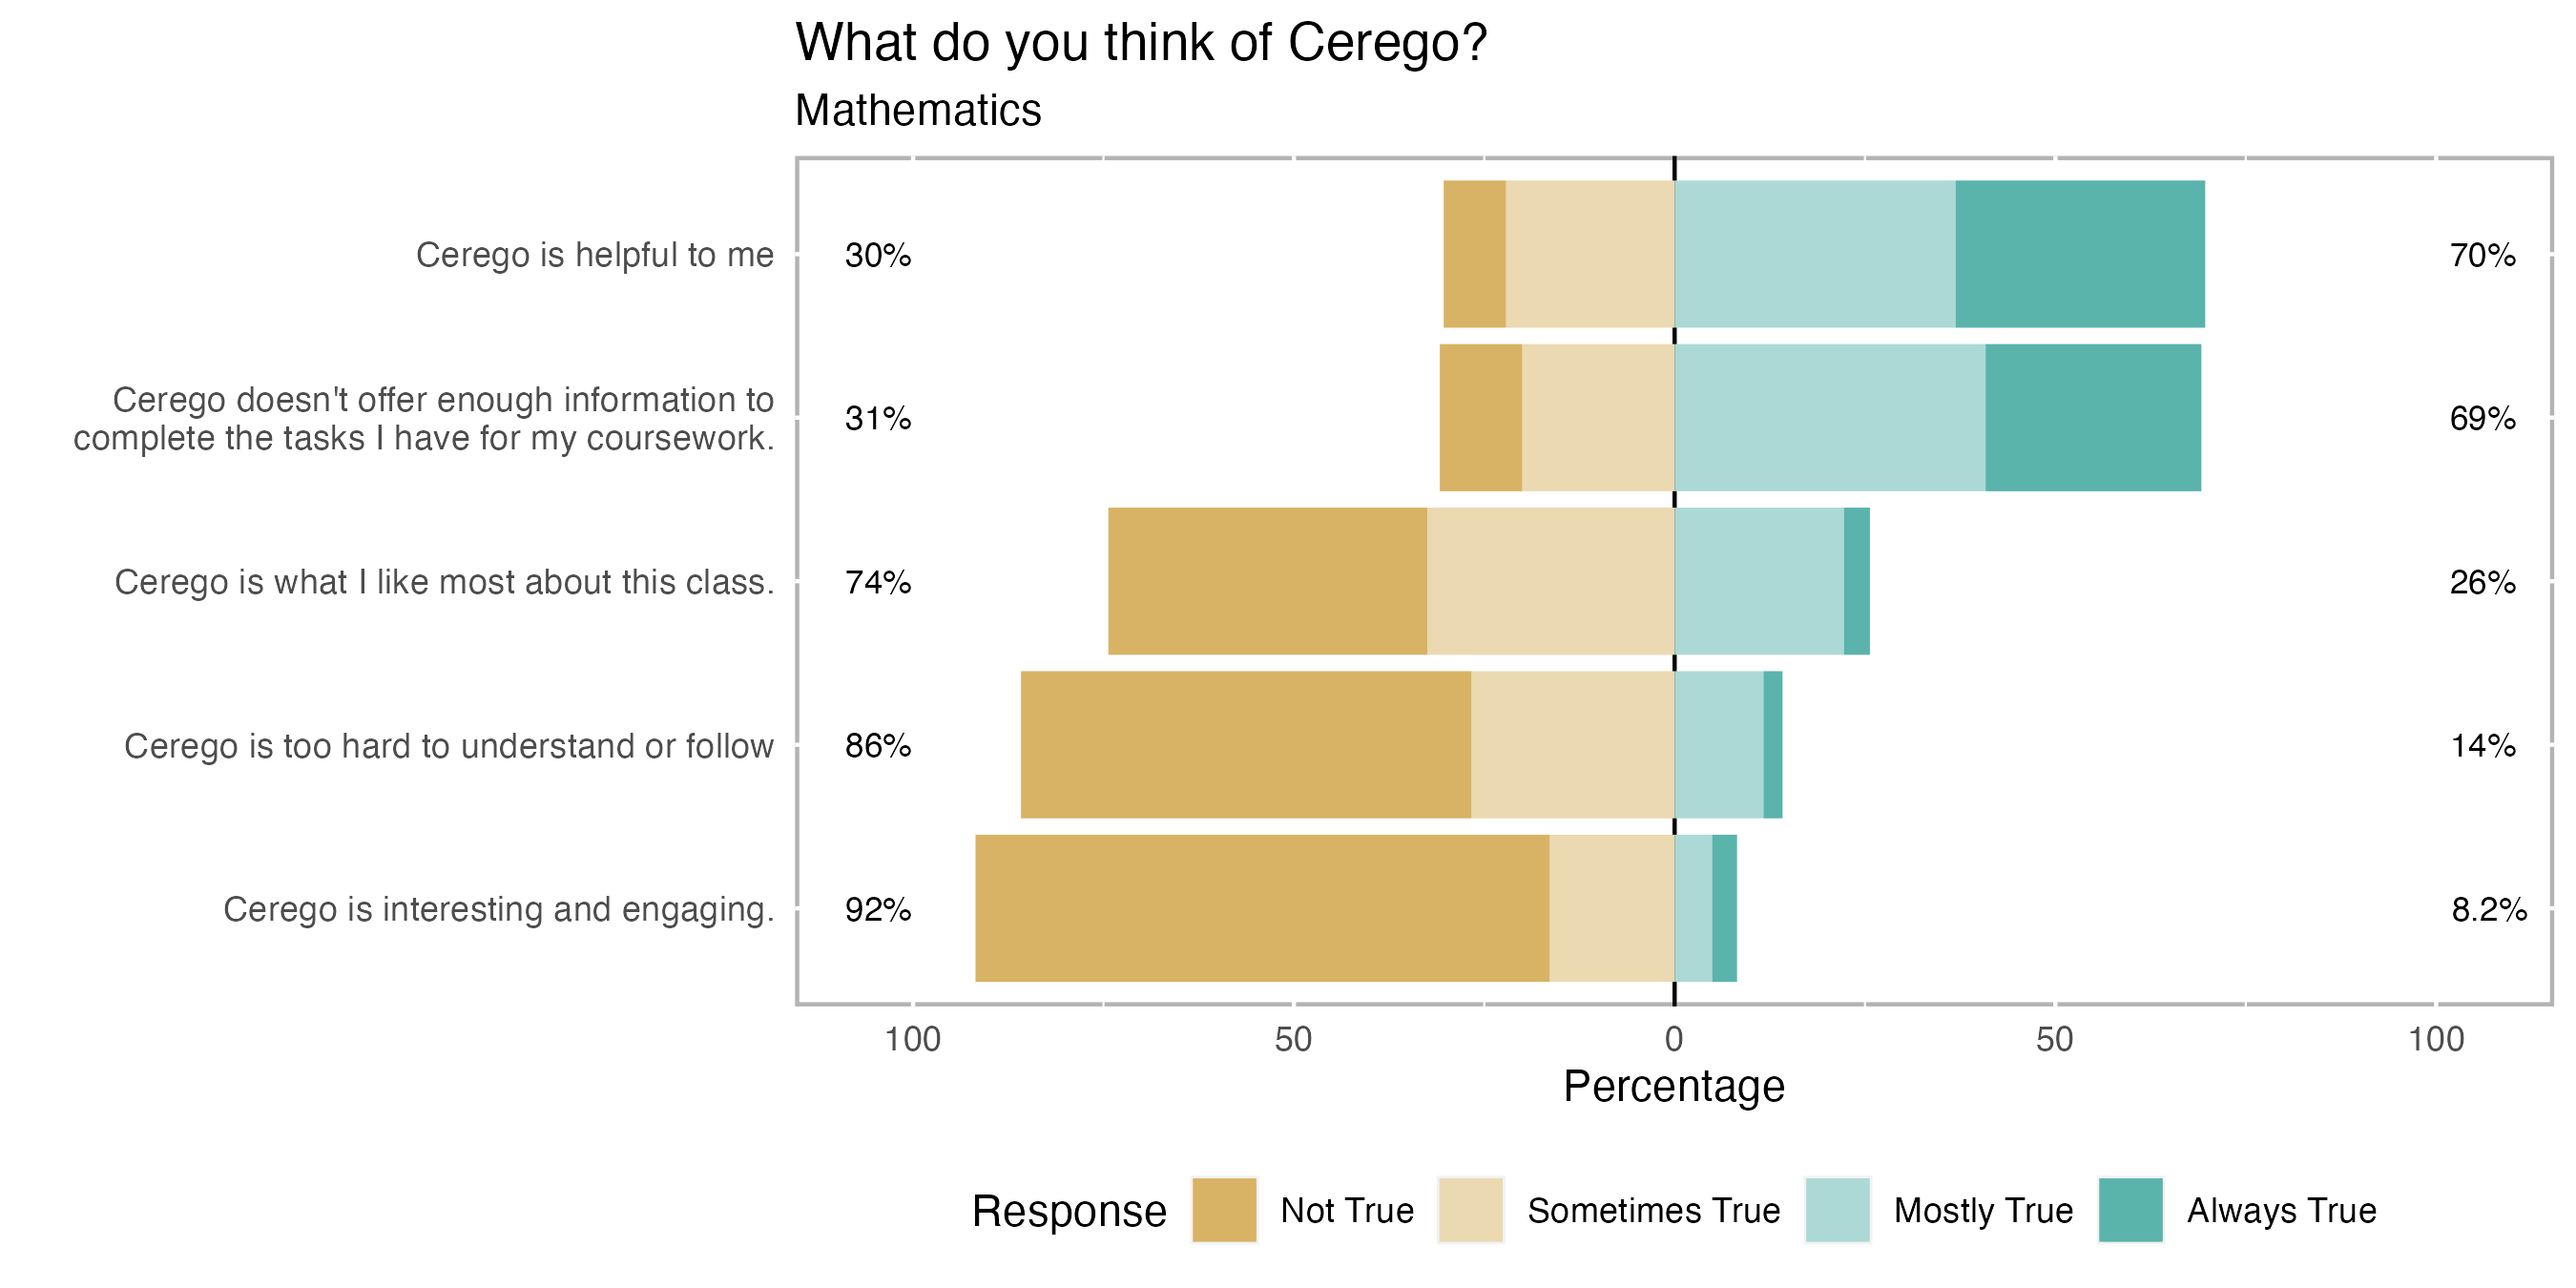 What do you think of Cerego?
Mathematics
Cerego is helpful to me
30%
70%
Cerego doesn't offer enough information to
complete the tasks I have for my coursework.
31%
69%
Cerego is what I like most about this class.
74%
26%
Cerego is too hard to understand or follow
86%
14%
Cerego is interesting and engaging.
92%
8.2%
100 50 0 50 100
Percentage
Response Not True Sometimes True Mostly True Always True